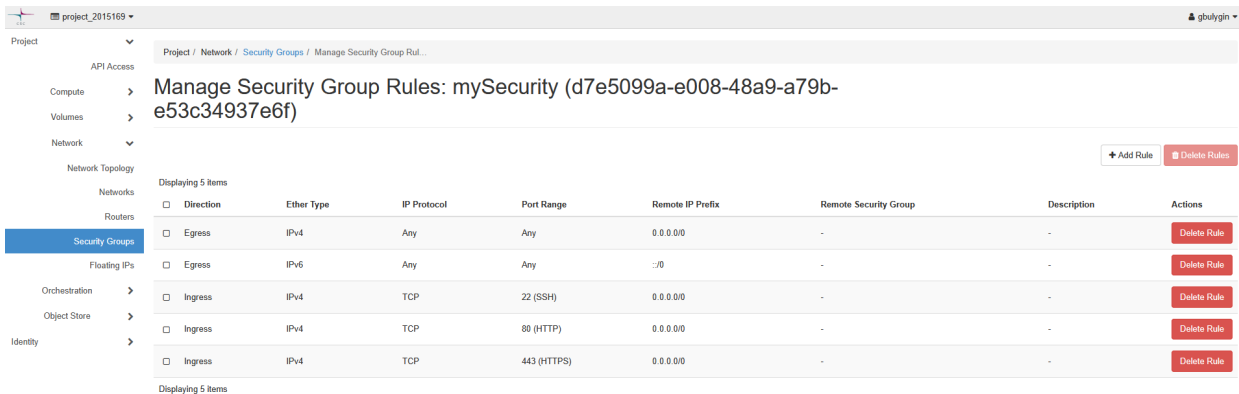 CSC
project_2015169
gbulygin
Project
API Access
Compute
Volumes
Network
Network Topology
Networks
Routers
Security Groups
Floating IPs
Orchestration
Object Store
Identity
Project / Network / Security Groups / Manage Security Group Rul...
Manage Security Group Rules: mySecurity (d7e5099a-e008-48a9-a79b-
e53c34937e6f)
+ Add Rule Delete Rules
Displaying 5 items
Direction Ether Type IP Protocol Port Range Remote IP Prefix Remote Security Group Description Actions
Egress IPv4 Any Any 0.0.0.0/0 - - Delete Rule
Egress IPv6 Any Any ::/0 - - Delete Rule
Ingress IPv4 TCP 22 (SSH) 0.0.0.0/0 - - Delete Rule
Ingress IPv4 TCP 80 (HTTP) 0.0.0.0/0 - - Delete Rule
Ingress IPv4 TCP 443 (HTTPS) 0.0.0.0/0 - - Delete Rule
Displaying 5 items